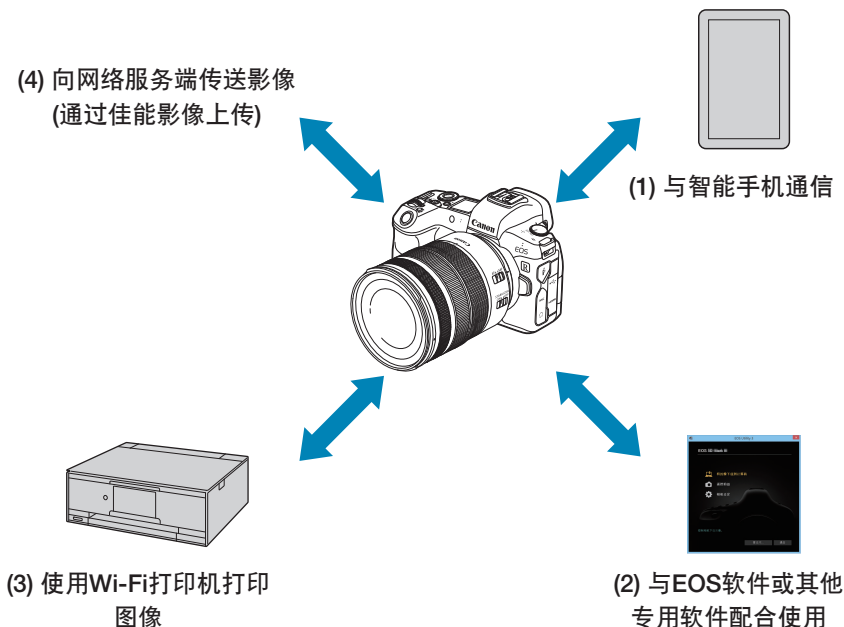 (4) 向网络服务端传送影像
(通过佳能影像上传)
(1) 与智能手机通信
Canon
EOS
R
(3) 使用Wi-Fi打印机打印
图像
(2) 与EOS软件或其他
专用软件配合使用